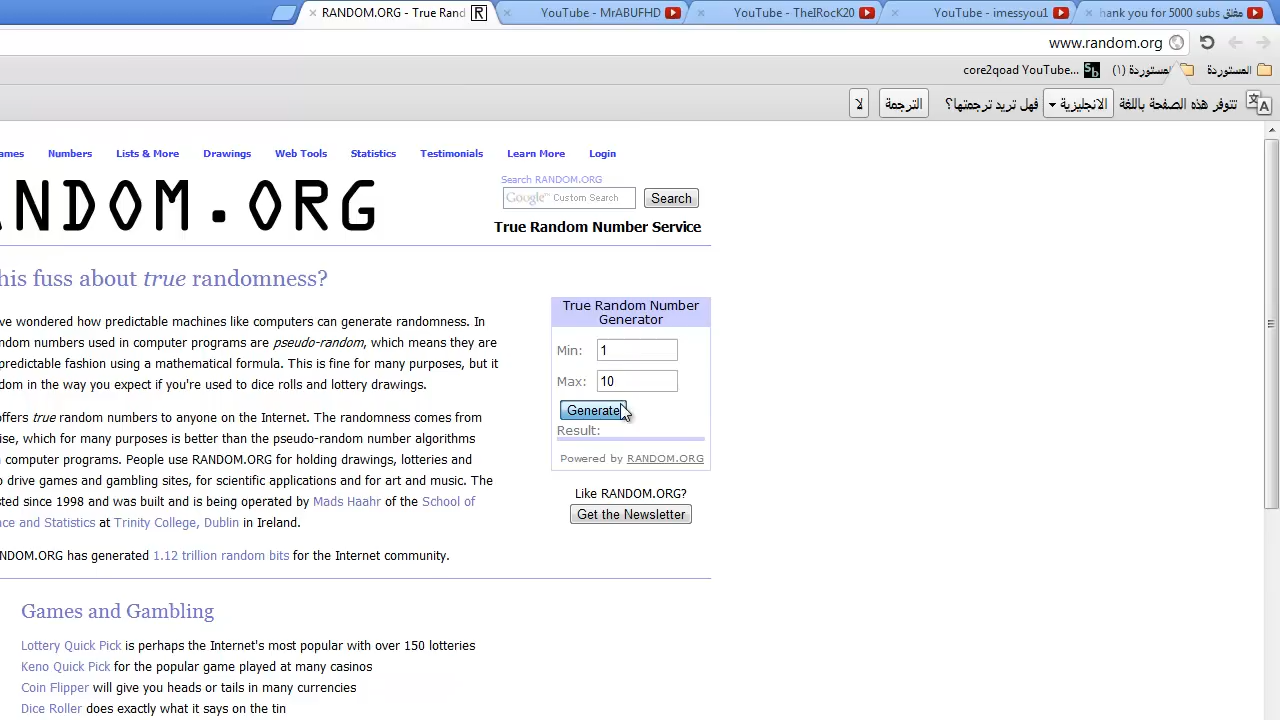 RANDOM.ORG - True Rand
YouTube - MrABUFHD
YouTube - TheIRocK20
YouTube - imessyou1
hank you for 5000 subs مغلق
www.random.org
core2qoad YouTube...
المستوردة (١)
المستوردة
تتوفر هذه الصفحة باللغة الانجليزية فهل تريد ترجمتها؟ الترجمة لا
ames Numbers Lists & More Drawings Web Tools Statistics Testimonials Learn More Login
Search RANDOM.ORG
Google™ Custom Search Search
NDOM.ORG
True Random Number Service
his fuss about true randomness?
True Random Number
Generator
ve wondered how predictable machines like computers can generate randomness. In
ndom numbers used in computer programs are pseudo-random, which means they are
predictable fashion using a mathematical formula. This is fine for many purposes, but it
dom in the way you expect if you're used to dice rolls and lottery drawings.
Min: 1
Max: 10
Generate
Result:
Powered by RANDOM.ORG
offers true random numbers to anyone on the Internet. The randomness comes from
ise, which for many purposes is better than the pseudo-random number algorithms
computer programs. People use RANDOM.ORG for holding drawings, lotteries and
o drive games and gambling sites, for scientific applications and for art and music. The
sted since 1998 and was built and is being operated by Mads Haahr of the School of
nce and Statistics at Trinity College, Dublin in Ireland.
Like RANDOM.ORG?
Get the Newsletter
NDOM.ORG has generated 1.12 trillion random bits for the Internet community.
Games and Gambling
Lottery Quick Pick is perhaps the Internet's most popular with over 150 lotteries
Keno Quick Pick for the popular game played at many casinos
Coin Flipper will give you heads or tails in many currencies
Dice Roller does exactly what it says on the tin